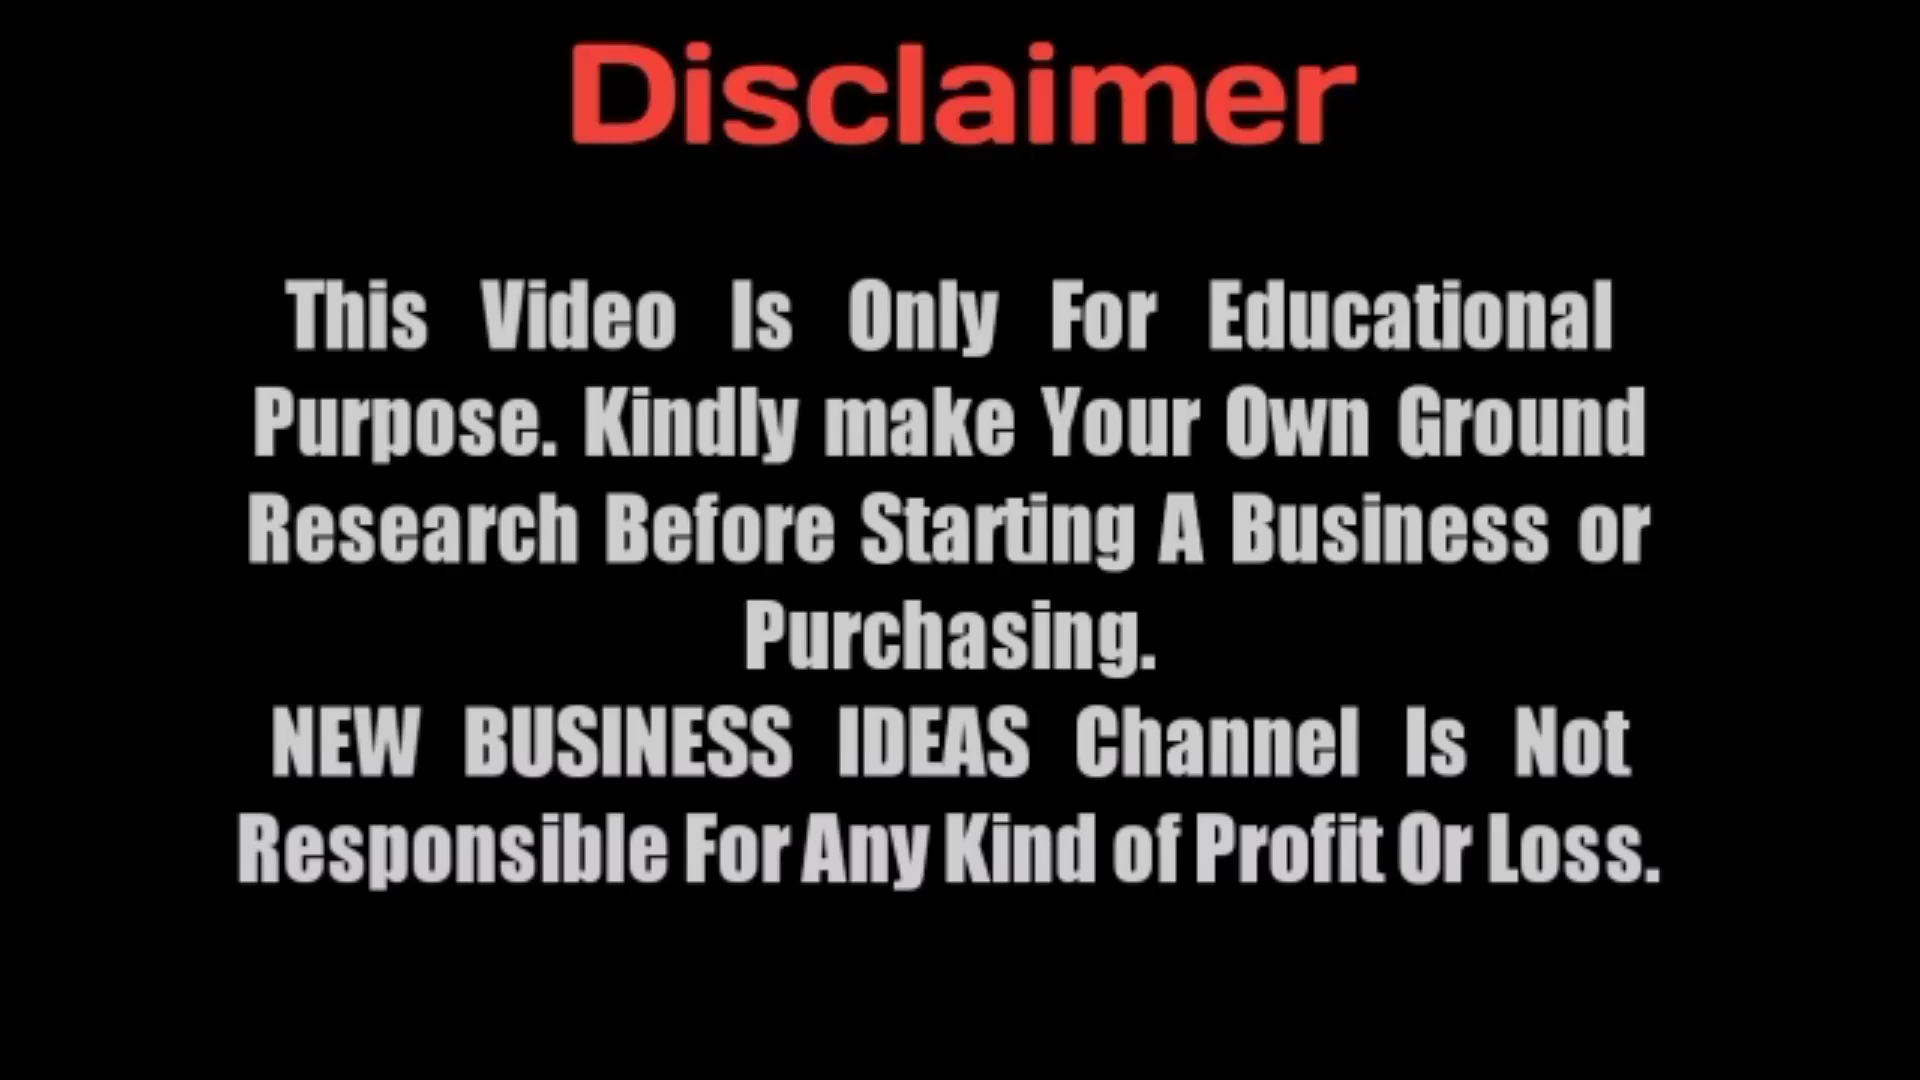 Disclaimer
This Video Is Only For Educational
Purpose. Kindly make Your Own Ground
Research Before Starting A Business or
Purchasing.
NEW BUSINESS IDEAS Channel Is Not
Responsible For Any Kind of Profit Or Loss.